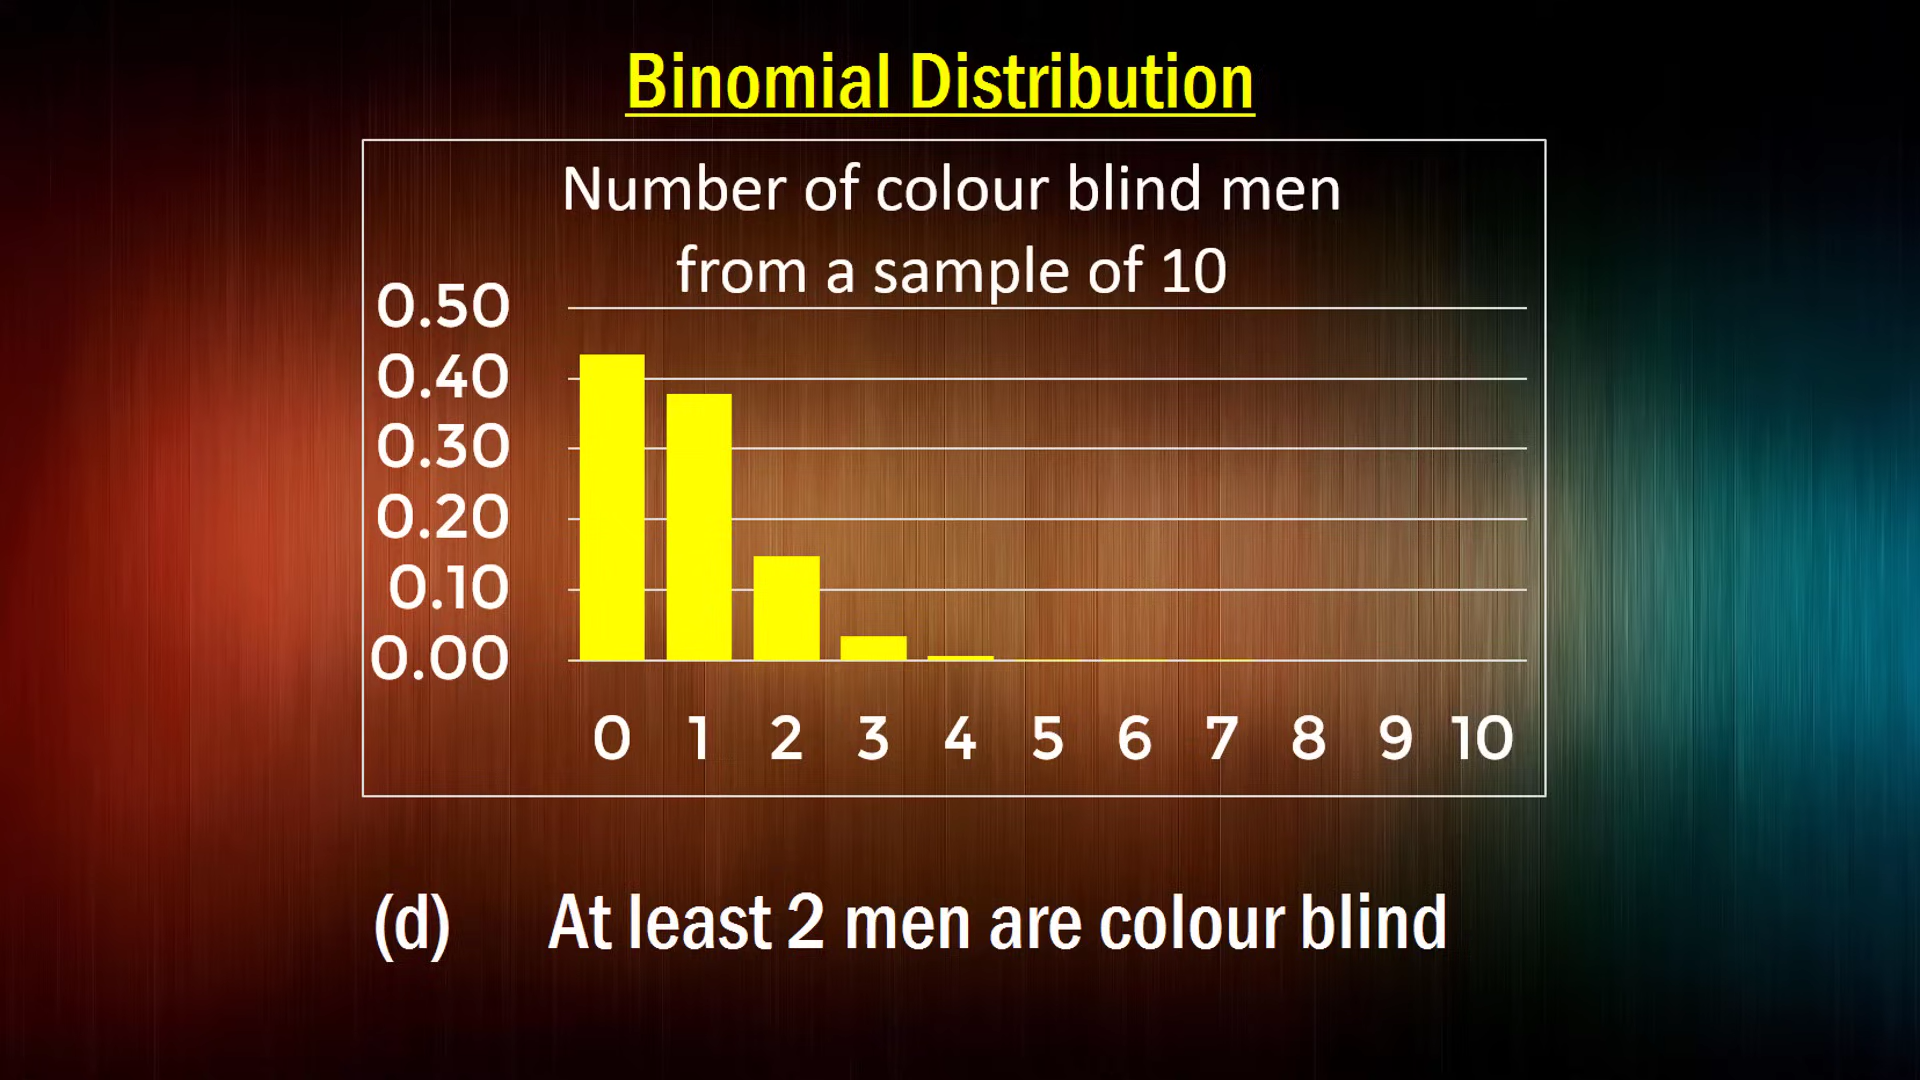 Binomial Distribution
Number of colour blind men
from a sample of 10
0.50
0.40
0.30
0.20
0.10
0.00
0 1 2 3 4 5 6 7 8 9 10
(d) At least 2 men are colour blind